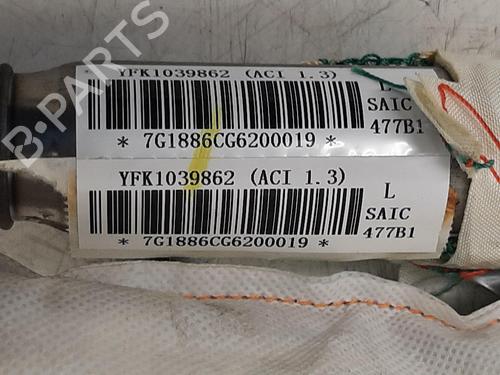 B-PARTS
YFK1039862 (ACI 1.3)
L
SAIC
477B1
* 7G1886CG6200019 *
YFK1039862 (ACI 1.3)
L
SAIC
477B1
* 7G1886CG6200019 *